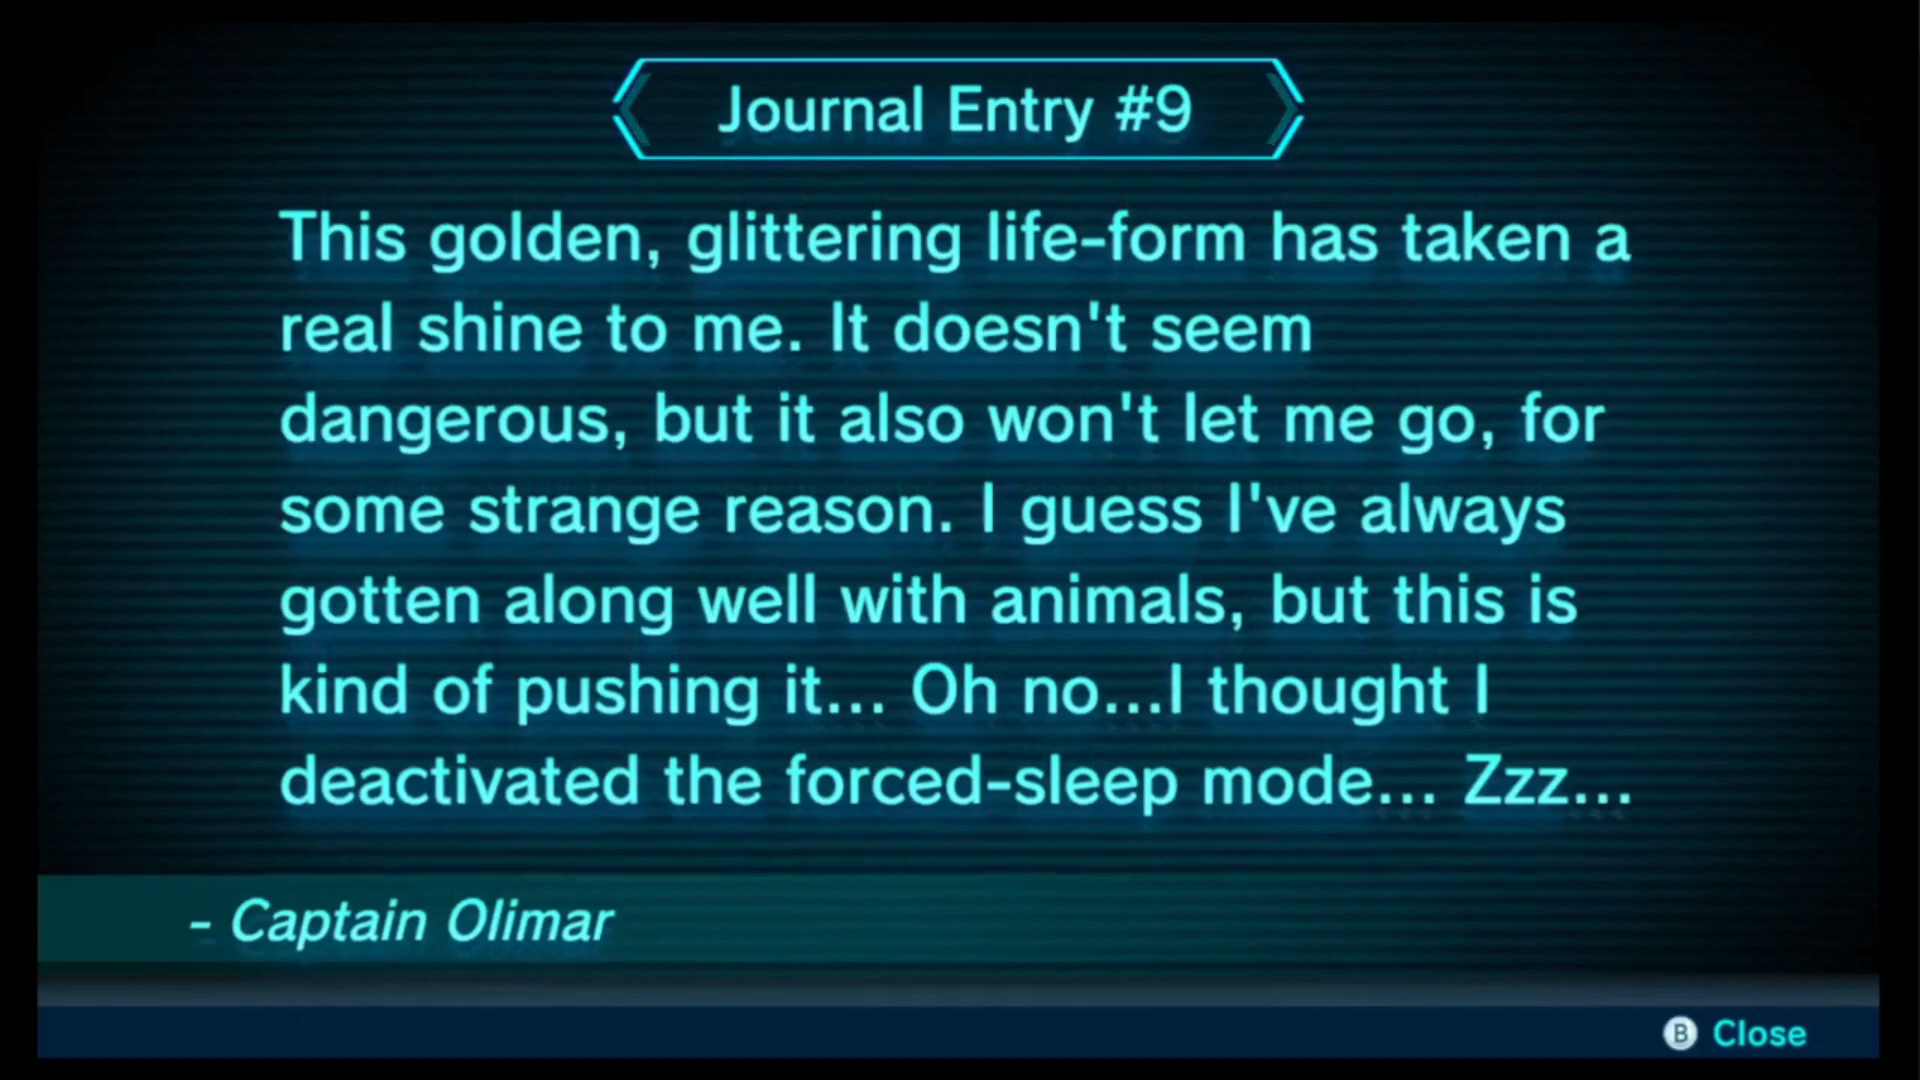 Journal Entry #9
This golden, glittering life-form has taken a
real shine to me. It doesn't seem
dangerous, but it also won't let me go, for
some strange reason. I guess I've always
gotten along well with animals, but this is
kind of pushing it... Oh no...I thought I
deactivated the forced-sleep mode... Zzz...
- Captain Olimar
B Close